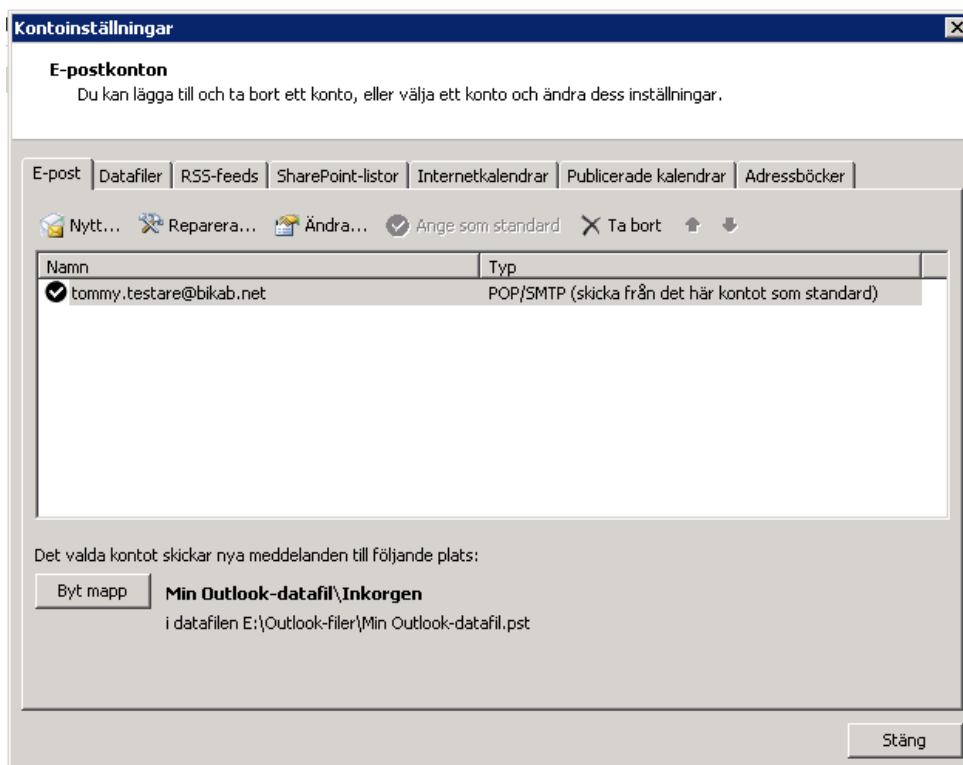 Kontoinställningar
E-postkonton
Du kan lägga till och ta bort ett konto, eller välja ett konto och ändra dess inställningar.
E-post Datafiler RSS-feeds SharePoint-listor Internetkalendrar Publicerade kalendrar Adressböcker
Nytt... Reparera... Ändra... Ange som standard Ta bort
Namn Typ
tommy.testare@bikab.net POP/SMTP (skicka från det här kontot som standard)
Det valda kontot skickar nya meddelanden till följande plats:
Byt mapp Min Outlook-datafil\Inkorgen
i datafilen E:\Outlook-filer\Min Outlook-datafil.pst
Stäng